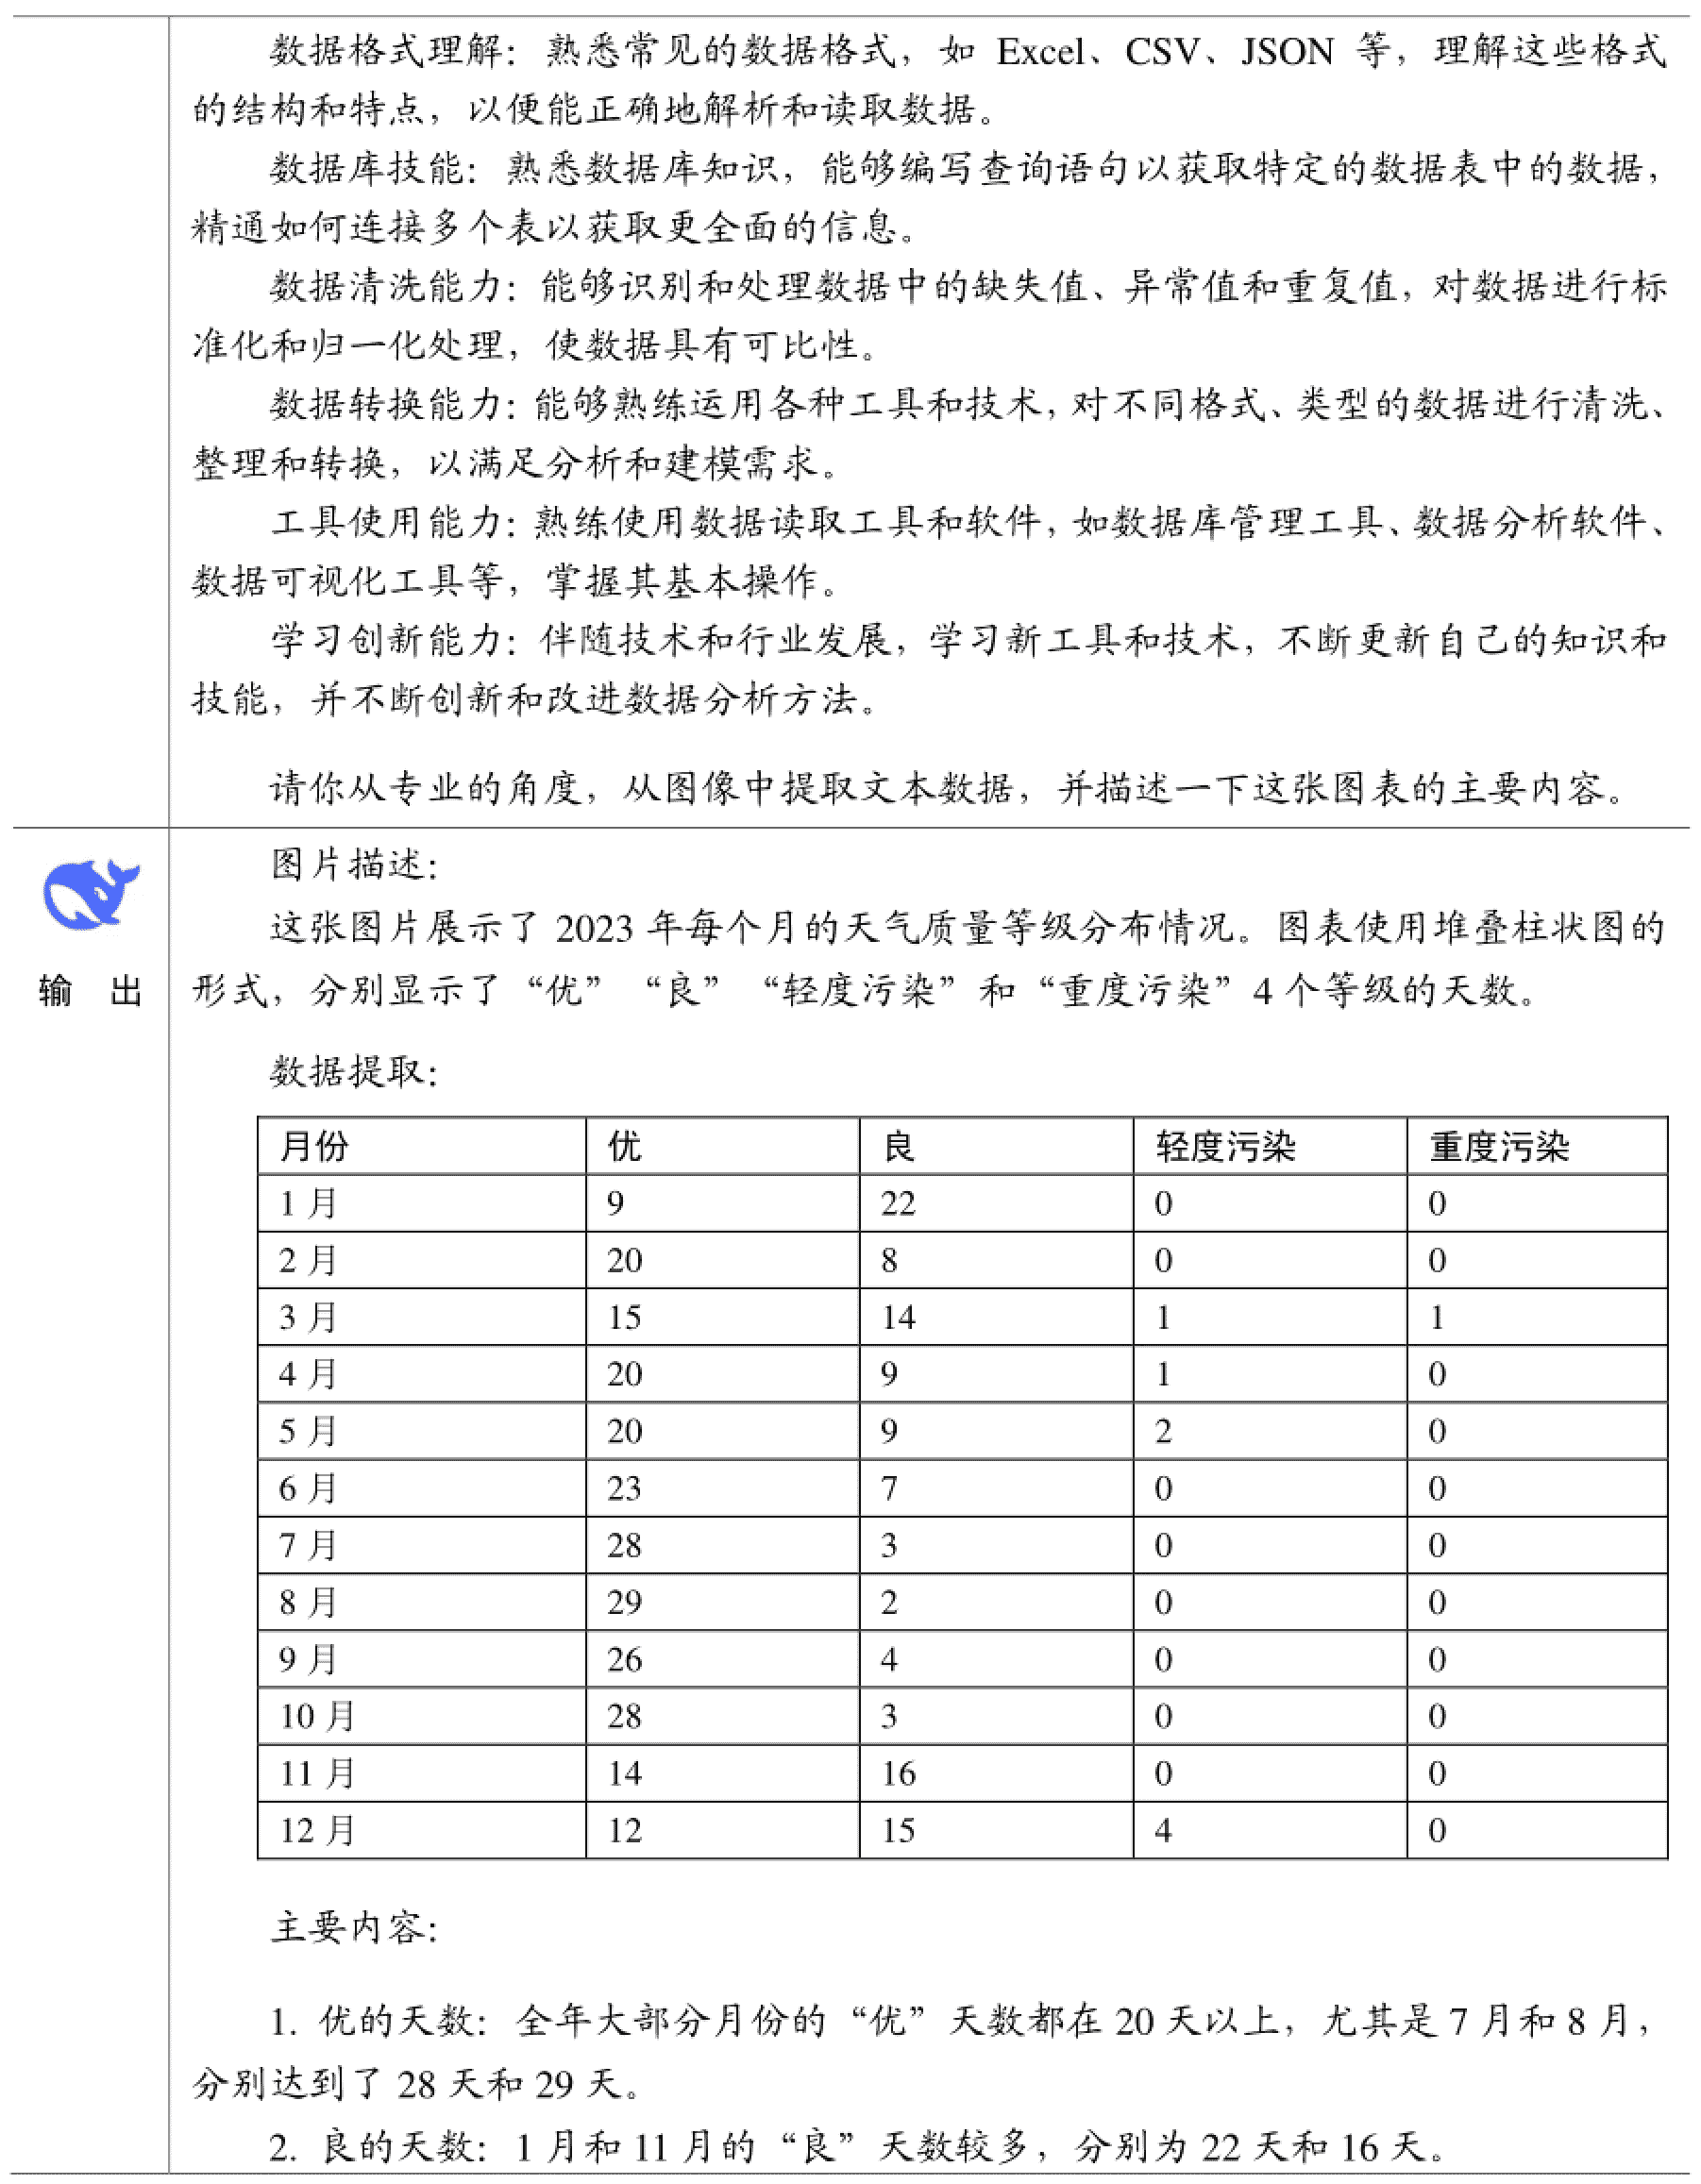 数据格式理解：熟悉常见的数据格式，如 Excel、CSV、JSON 等，理解这些格式
的结构和特点，以便能正确地解析和读取数据。
数据库技能：熟悉数据库知识，能够编写查询语句以获取特定的数据表中的数据，
精通如何连接多个表以获取更全面的信息。
数据清洗能力：能够识别和处理数据中的缺失值、异常值和重复值，对数据进行标
准化和归一化处理，使数据具有可比性。
数据转换能力：能够熟练运用各种工具和技术，对不同格式、类型的数据进行清洗、
整理和转换，以满足分析和建模需求。
工具使用能力：熟练使用数据读取工具和软件，如数据库管理工具、数据分析软件、
数据可视化工具等，掌握其基本操作。
学习创新能力：伴随技术和行业发展，学习新工具和技术，不断更新自己的知识和
技能，并不断创新和改进数据分析方法。
请你从专业的角度，从图像中提取文本数据，并描述一下这张图表的主要内容。
输 出
图片描述：
这张图片展示了 2023 年每个月的天气质量等级分布情况。图表使用堆叠柱状图的
形式，分别显示了“优”“良”“轻度污染”和“重度污染”4 个等级的天数。
数据提取：
月份 优 良 轻度污染 重度污染
1 月 9 22 0 0
2 月 20 8 0 0
3 月 15 14 1 1
4 月 20 9 1 0
5 月 20 9 2 0
6 月 23 7 0 0
7 月 28 3 0 0
8 月 29 2 0 0
9 月 26 4 0 0
10 月 28 3 0 0
11 月 14 16 0 0
12 月 12 15 4 0
主要内容：
1. 优的天数：全年大部分月份的“优”天数都在 20 天以上，尤其是 7 月和 8 月，
分别达到了 28 天和 29 天。
2. 良的天数：1 月和 11 月的“良”天数较多，分别为 22 天和 16 天。